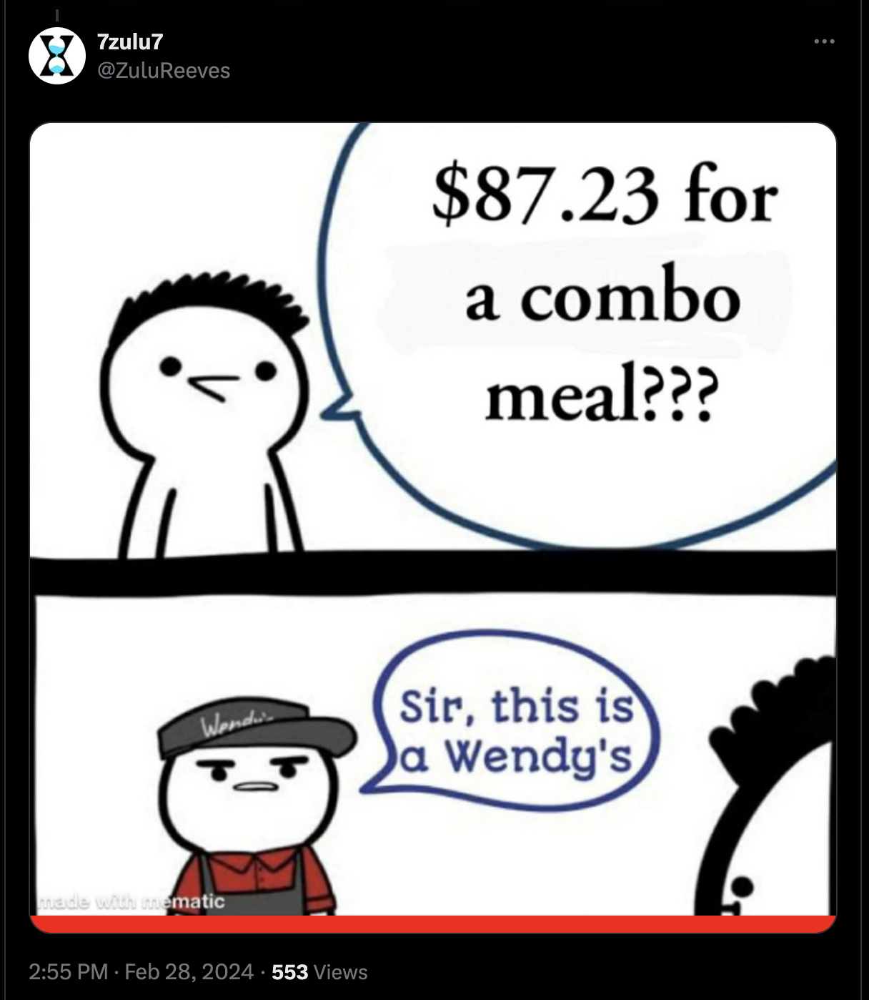 7zulu7
@ZuluReeves
$87.23 for
a combo
meal???
Wendy's
Sir, this is
a Wendy's
made with mematic
2:55 PM · Feb 28, 2024 · 553 Views